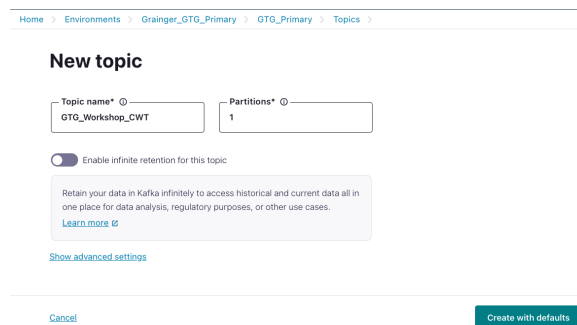 Home > Environments > Grainger_GTG_Primary > GTG_Primary > Topics >
New topic
Topic name* Partitions*
GTG_Workshop_CWT 1
Enable infinite retention for this topic
Retain your data in Kafka infinitely to access historical and current data all in
one place for data analysis, regulatory purposes, or other use cases.
Learn more
Show advanced settings
Cancel Create with defaults